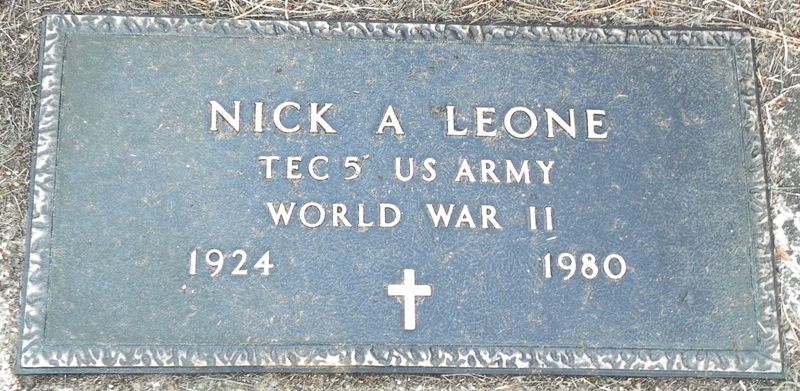 NICK A LEONE
TEC 5 US ARMY
WORLD WAR II
1924 1980